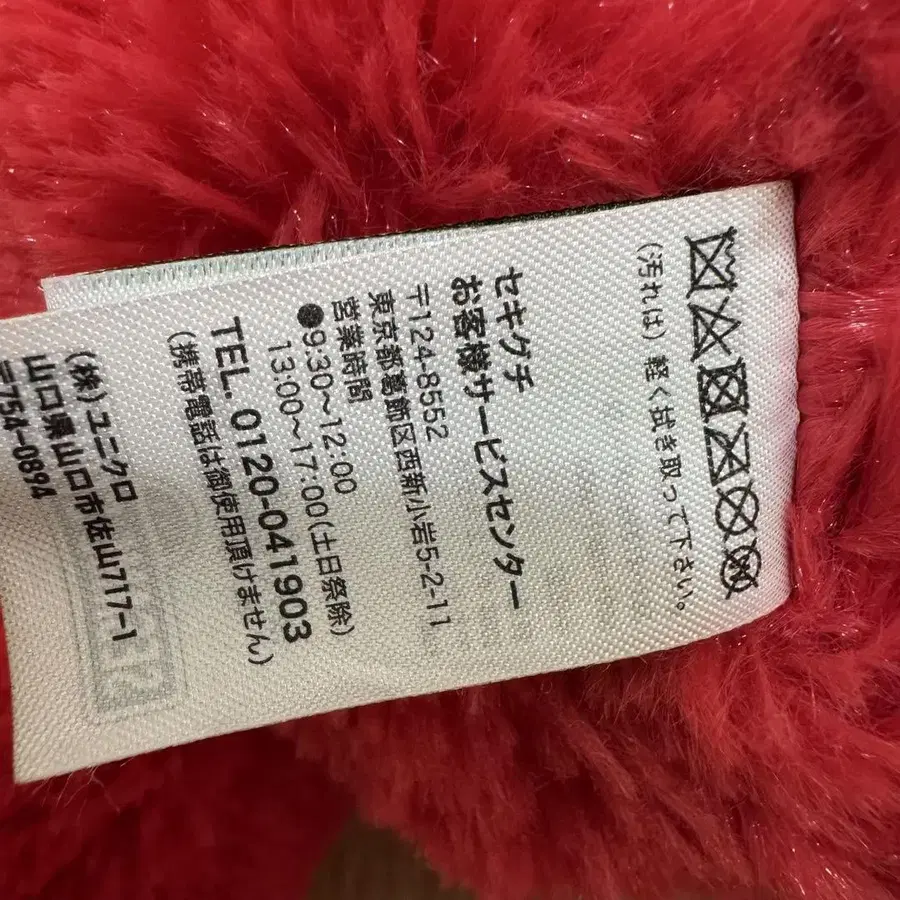 (汚れは) 軽く拭き取って下さい。
セキグチ
お客様サービスセンター
〒124-8552
東京都葛飾区西新小岩5-2-11
営業時間
●9:30～12:00
13:00～17:00(土日祭除)
TEL. 0120-041903
(携帯電話は御使用頂けません)
(株)ユニクロ
山口県山口市佐山717-1
〒754-0894